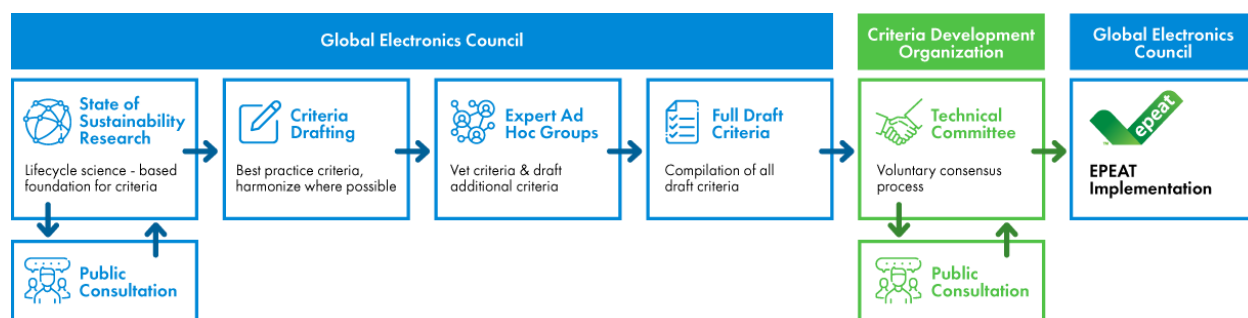 Global Electronics Council
Criteria Development
Organization
Global Electronics
Council
State of
Sustainability
Research
Lifecycle science - based
foundation for criteria
Criteria
Drafting
Best practice criteria,
harmonize where possible
Expert Ad
Hoc Groups
Vet criteria & draft
additional criteria
Full Draft
Criteria
Compilation of all
draft criteria
Technical
Committee
Voluntary consensus
process
epeat
EPEAT
Implementation
Public
Consultation
Public
Consultation